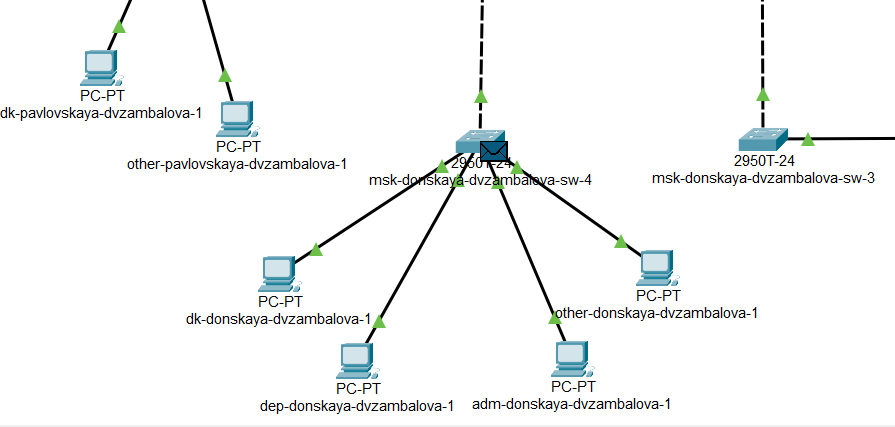 PC-PT
dk-pavlovskaya-dvzambalova-1
PC-PT
other-pavlovskaya-dvzambalova-1
2950T-24
msk-donskaya-dvzambalova-sw-4
2950T-24
msk-donskaya-dvzambalova-sw-3
PC-PT
dk-donskaya-dvzambalova-1
PC-PT
other-donskaya-dvzambalova-1
PC-PT
dep-donskaya-dvzambalova-1
PC-PT
adm-donskaya-dvzambalova-1